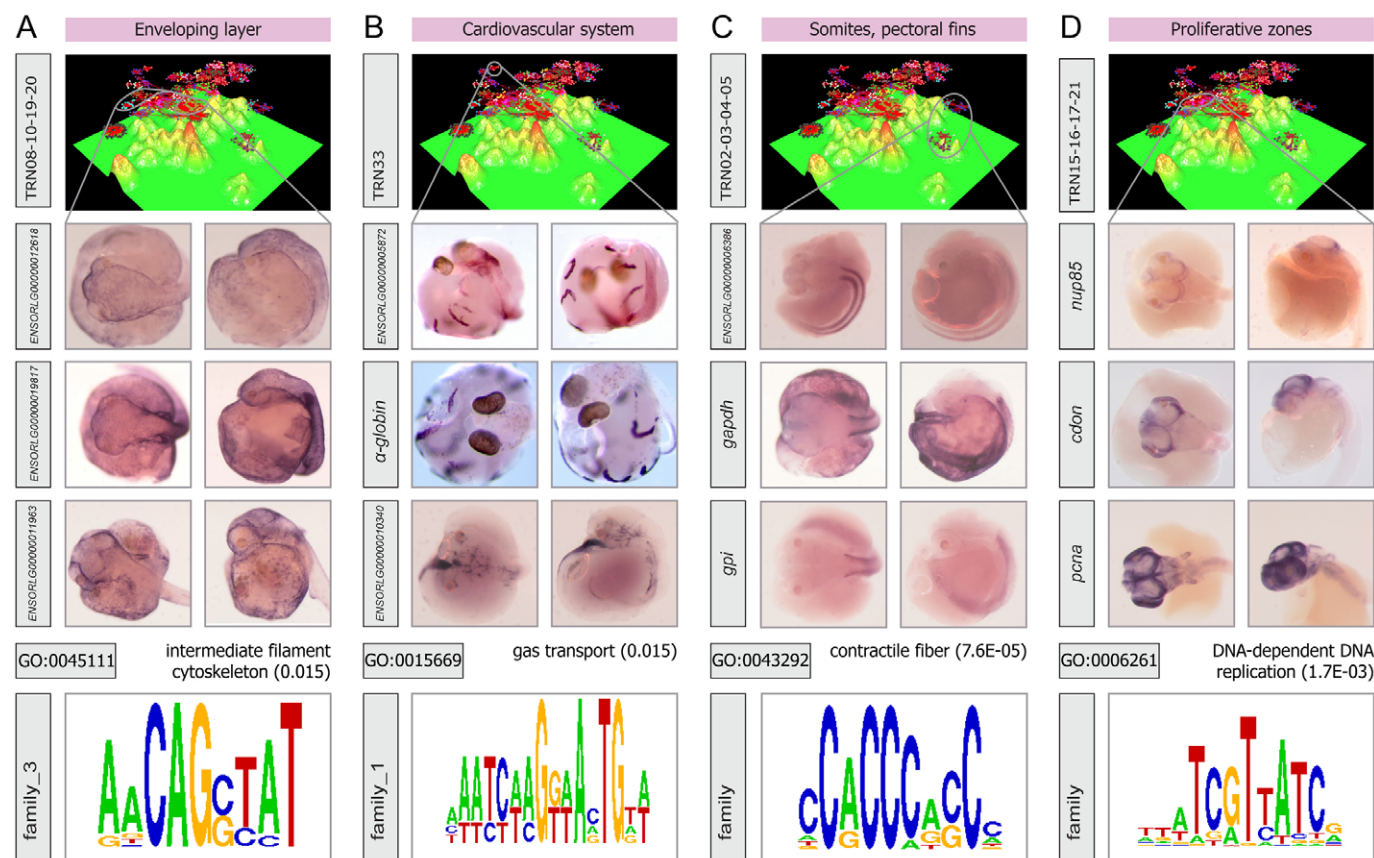 A
Enveloping layer
TRN08-10-19-20
ENSORLG00000012618
ENSORLG00000019817
ENSORLG00000011963
GO:0045111
intermediate filament
cytoskeleton (0.015)
family_3
B
Cardiovascular system
TRN33
ENSORLG00000005872
α-globin
ENSORLG00000010340
GO:0015669
gas transport (0.015)
family_1
C
Somites, pectoral fins
TRN02-03-04-05
ENSORLG00000006386
gapdh
gpi
GO:0043292
contractile fiber (7.6E-05)
family
D
Proliferative zones
TRN15-16-17-21
nup85
cdon
pcna
GO:0006261
DNA-dependent DNA
replication (1.7E-03)
family